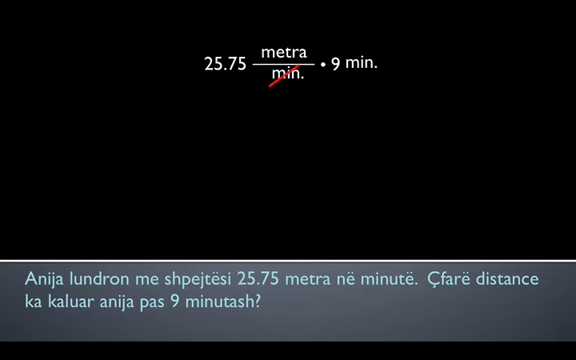 25.75 metra/min. • 9 min.
Anija lundron me shpejtësi 25.75 metra në minutë. Çfarë distance
ka kaluar anija pas 9 minutash?